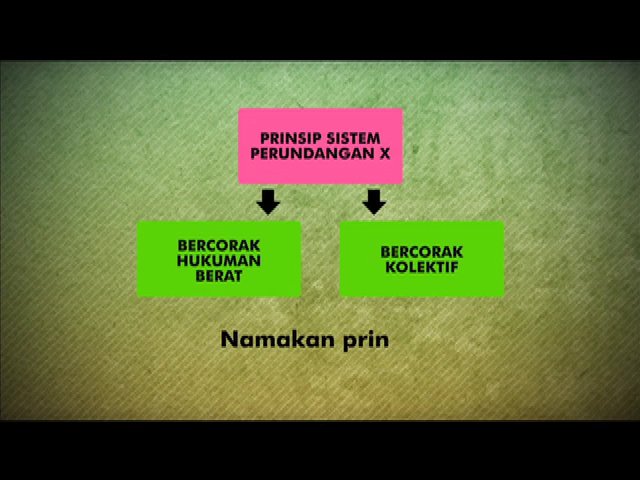 PRINSIP SISTEM
PERUNDANGAN X
BERCORAK
HUKUMAN
BERAT
BERCORAK
KOLEKTIF
Namakan prin